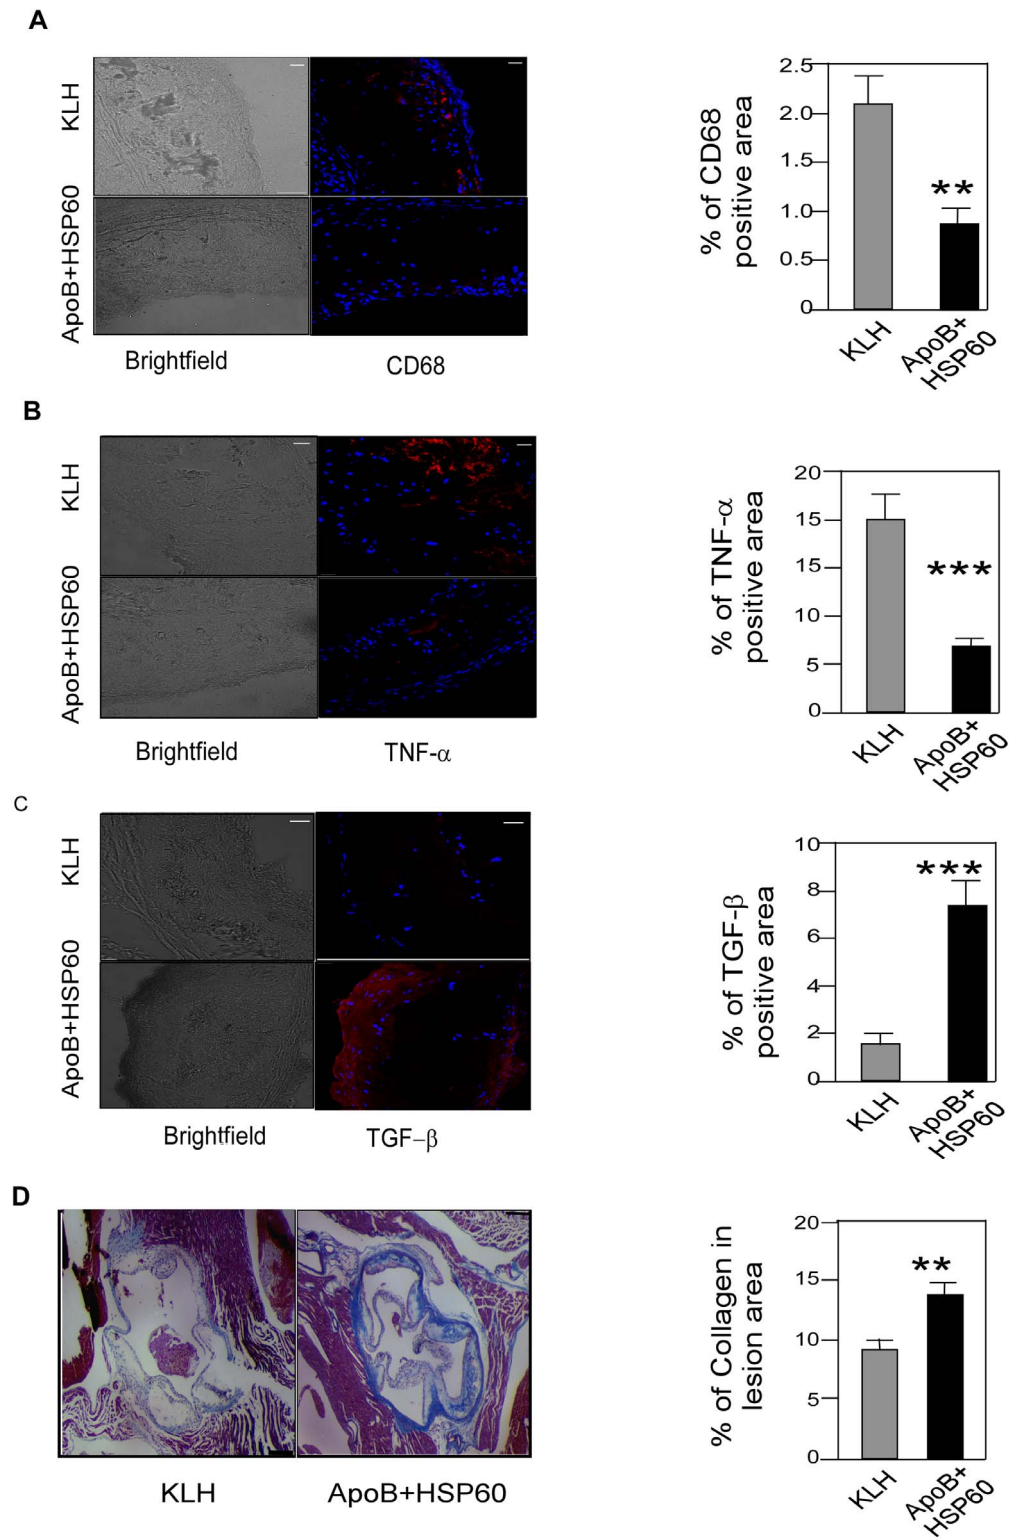 A
KLH
ApoB+HSP60
Brightfield
CD68
% of CD68
positive area
2.5
2.0
1.5
1.0
0.5
0
**
KLH
ApoB+
HSP60
B
KLH
ApoB+HSP60
Brightfield
TNF-α
% of TNF-α
positive area
20
15
15
5
0
***
KLH
ApoB+
HSP60
C
KLH
ApoB+HSP60
Brightfield
TGF–β
% of TGF-β
positive area
10
8
6
4
2
0
***
KLH
ApoB+
HSP60
D
KLH
ApoB+HSP60
% of Collagen in
lesion area
20
15
10
5
0
**
KLH
ApoB+
HSP60